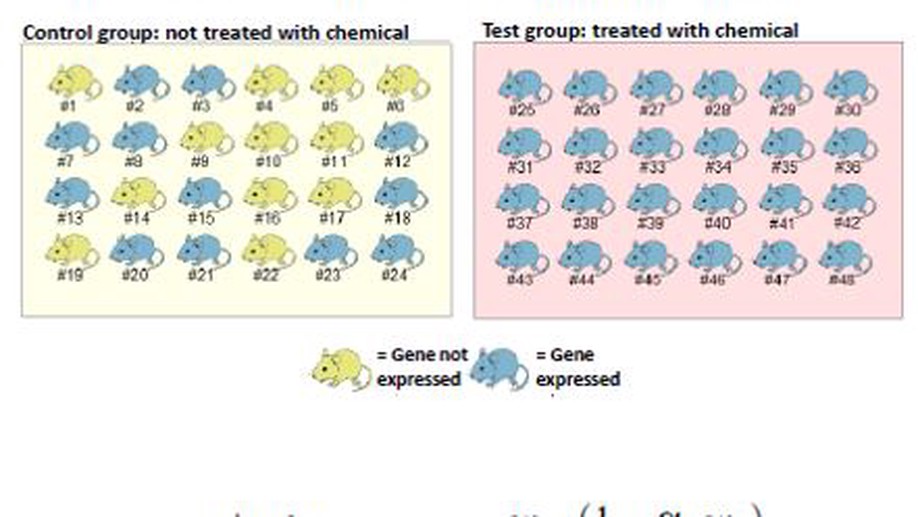 Control group: not treated with chemical
Test group: treated with chemical
#1 #2 #3 #4 #5 #6
#25 #26 #27 #28 #29 #30
#7 #8 #9 #10 #11 #12
#31 #32 #33 #34 #35 #36
#13 #14 #15 #16 #17 #18
#37 #38 #39 #40 #41 #42
#19 #20 #21 #22 #23 #24
#43 #44 #45 #46 #47 #48
= Gene not
expressed
= Gene
expressed